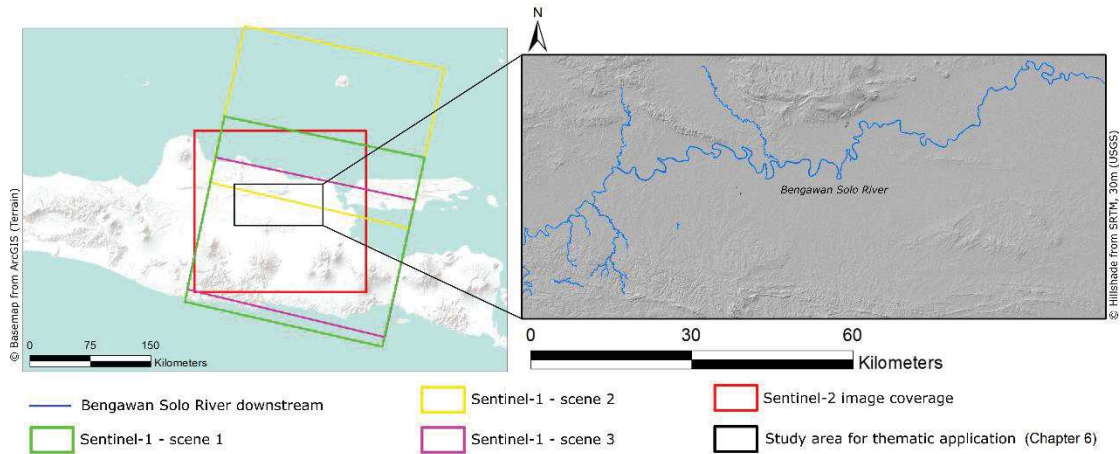 N
© Basemap from ArcGIS (Terrain)
0 75 150
Kilometers
Bengawan Solo River
© Hillshade from SRTM, 30m (USGS)
0 30 60
Kilometers
Bengawan Solo River downstream
Sentinel-1 - scene 1
Sentinel-1 - scene 2
Sentinel-1 - scene 3
Sentinel-2 image coverage
Study area for thematic application (Chapter 6)